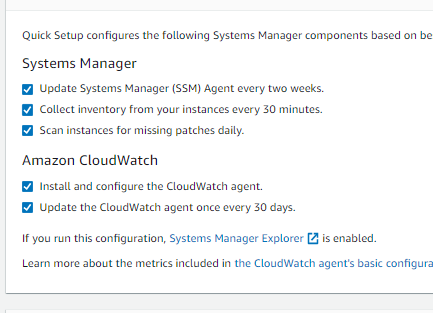 Quick Setup configures the following Systems Manager components based on be
Systems Manager
Update Systems Manager (SSM) Agent every two weeks.
Collect inventory from your instances every 30 minutes.
Scan instances for missing patches daily.
Amazon CloudWatch
Install and configure the CloudWatch agent.
Update the CloudWatch agent once every 30 days.
If you run this configuration, Systems Manager Explorer is enabled.
Learn more about the metrics included in the CloudWatch agent's basic configura